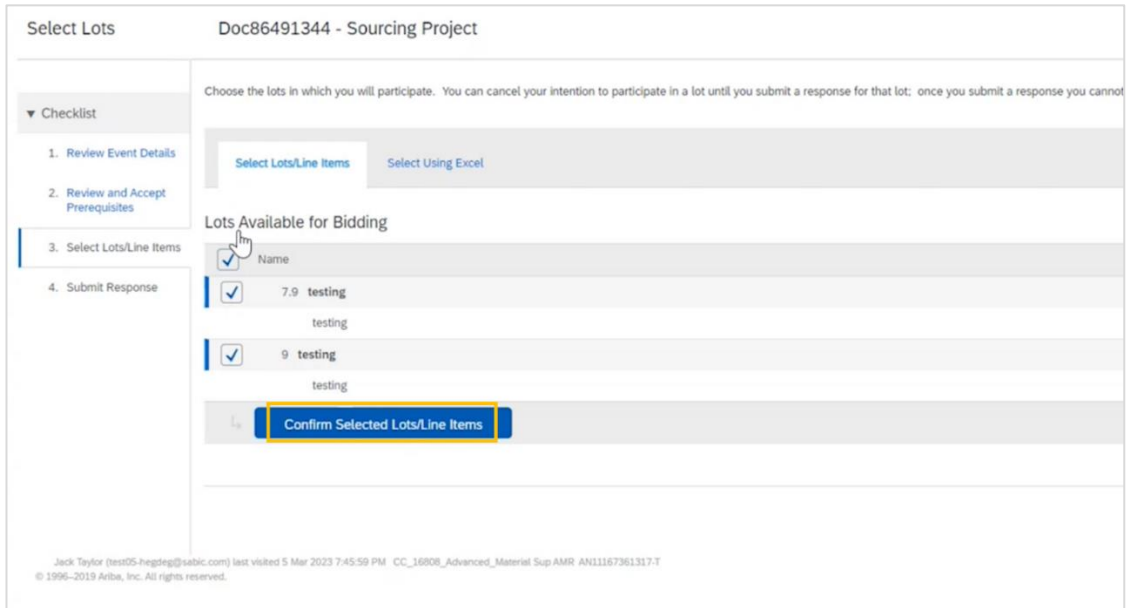 Select Lots
Doc86491344 - Sourcing Project
Choose the lots in which you will participate. You can cancel your intention to participate in a lot until you submit a response for that lot; once you submit a response you cannot
▼ Checklist
1. Review Event Details
2. Review and Accept
Prerequisites
3. Select Lots/Line Items
4. Submit Response
Select Lots/Line Items
Select Using Excel
Lots Available for Bidding
Name
7.9 testing
testing
9 testing
testing
Confirm Selected Lots/Line Items
Jack Taylor (test05-hegdeg@sabic.com) last visited 5 Mar 2023 7:45:59 PM CC_16808_Advanced_Material Sup AMR AN11167361317-T
© 1996–2019 Ariba, Inc. All rights reserved.